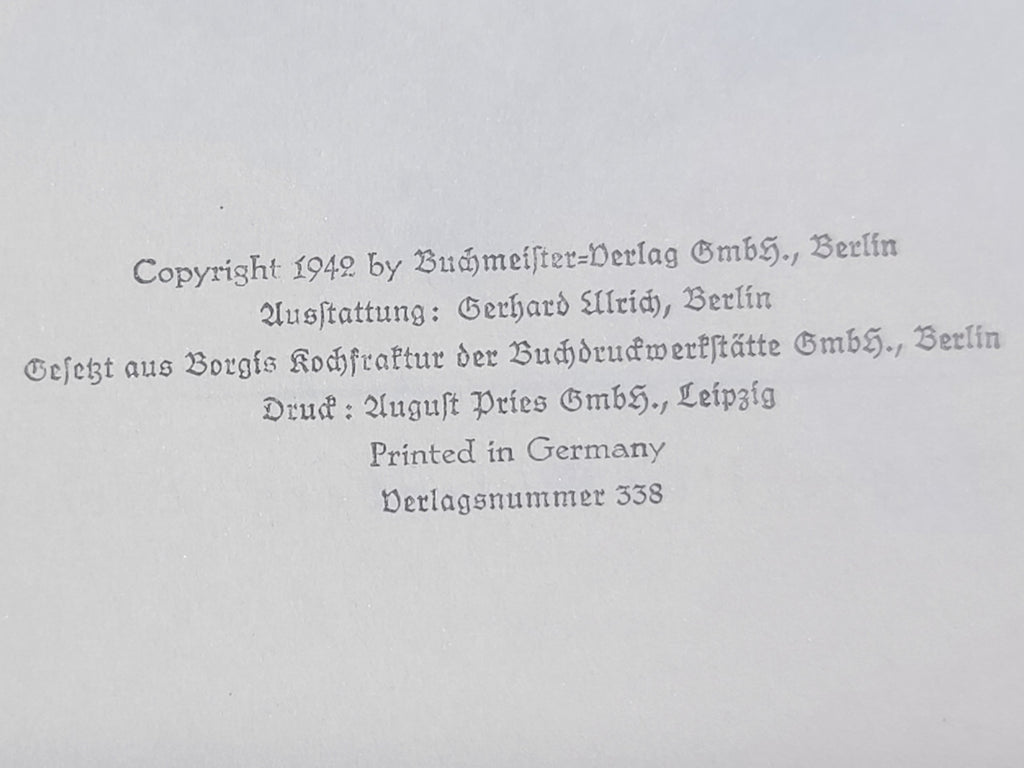 Copyright 1942 by Buchmeiſter-Verlag GmbH., Berlin
Ausſtattung: Gerhard Ulrich, Berlin
Geſetzt aus Borgis Kochfraktur der Buchdruckwerkſtätte GmbH., Berlin
Druck: Auguſt Pries GmbH., Leipzig
Printed in Germany
Verlagsnummer 338